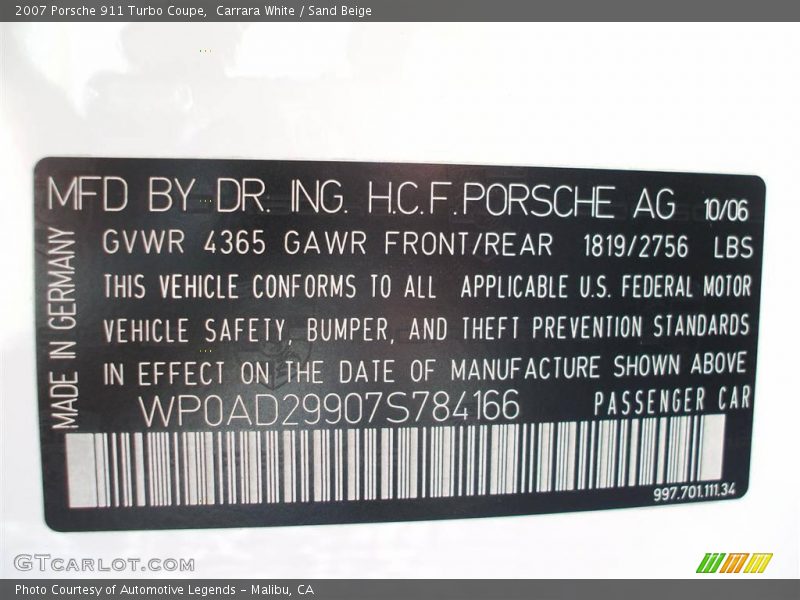 2007 Porsche 911 Turbo Coupe,  Carrara White / Sand Beige
MFD BY DR. ING. H.C.F. PORSCHE AG 10/06
GVWR 4365 GAWR FRONT/REAR 1819/2756 LBS
THIS VEHICLE CONFORMS TO ALL APPLICABLE U.S. FEDERAL MOTOR
VEHICLE SAFETY, BUMPER, AND THEFT PREVENTION STANDARDS
IN EFFECT ON THE DATE OF MANUFACTURE SHOWN ABOVE
WP0AD29907S784166 PASSENGER CAR
MADE IN GERMANY
997.701.111.34
GTCARLOT.COM
Photo Courtesy of Automotive Legends - Malibu, CA